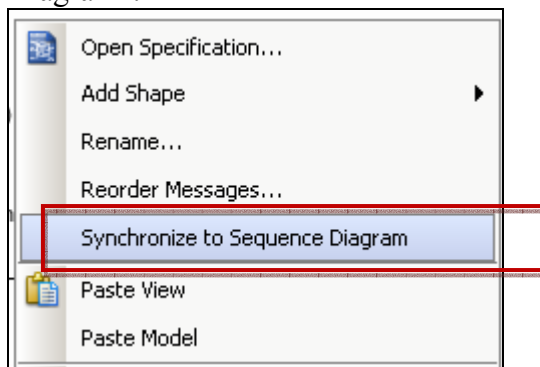 Open Specification...
Add Shape
Rename...
Reorder Messages...
Synchronize to Sequence Diagram
Paste View
Paste Model